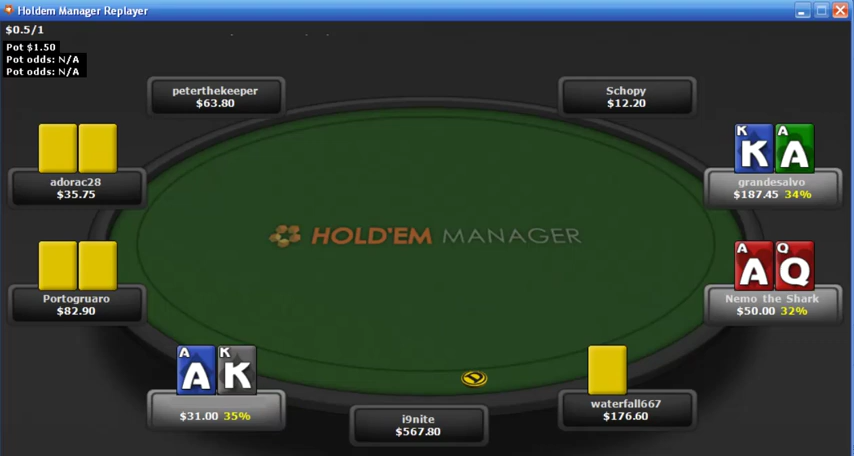 Holdem Manager Replayer
$0.5/1
Pot $1.50
Pot odds: N/A
Pot odds: N/A
peterthekeeper
$63.80
Schopy
$12.20
adorac28
$35.75
K K A A
grandesalvo
$187.45 34%
HOLD'EM MANAGER
Portogruaro
$82.90
A A Q Q
Nemo the Shark
$50.00 32%
A A K K
$31.00 35%
D
i9nite
$567.80
waterfall667
$176.60